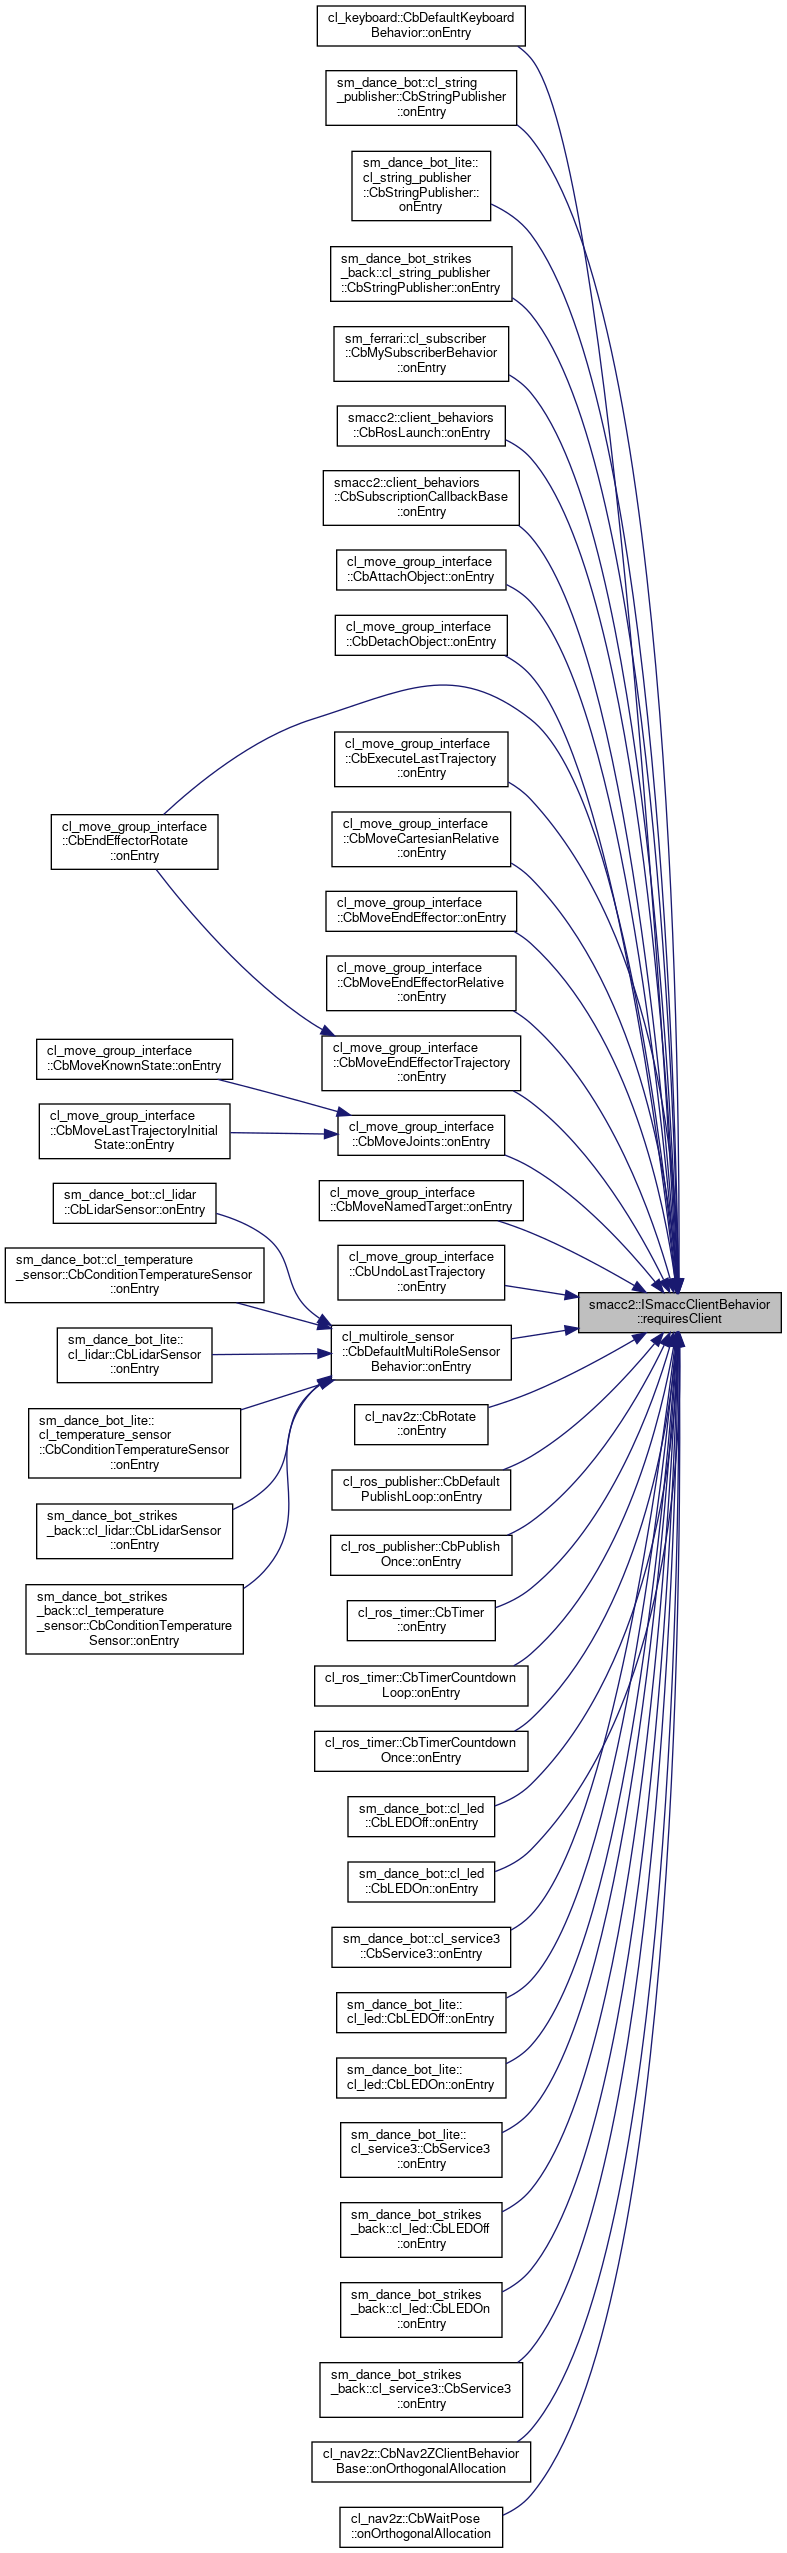 cl_keyboard::CbDefaultKeyboard
Behavior::onEntry
sm_dance_bot::cl_string
_publisher::CbStringPublisher
::onEntry
sm_dance_bot_lite::
cl_string_publisher
::CbStringPublisher::
onEntry
sm_dance_bot_strikes
_back::cl_string_publisher
::CbStringPublisher::onEntry
sm_ferrari::cl_subscriber
::CbMySubscriberBehavior
::onEntry
smacc2::client_behaviors
::CbRosLaunch::onEntry
smacc2::client_behaviors
::CbSubscriptionCallbackBase
::onEntry
cl_move_group_interface
::CbAttachObject::onEntry
cl_move_group_interface
::CbDetachObject::onEntry
cl_move_group_interface
::CbExecuteLastTrajectory
::onEntry
cl_move_group_interface
::CbEndEffectorRotate
::onEntry
cl_move_group_interface
::CbMoveCartesianRelative
::onEntry
cl_move_group_interface
::CbMoveEndEffector::onEntry
cl_move_group_interface
::CbMoveEndEffectorRelative
::onEntry
cl_move_group_interface
::CbMoveEndEffectorTrajectory
::onEntry
cl_move_group_interface
::CbMoveKnownState::onEntry
cl_move_group_interface
::CbMoveLastTrajectoryInitial
State::onEntry
cl_move_group_interface
::CbMoveJoints::onEntry
cl_move_group_interface
::CbMoveNamedTarget::onEntry
sm_dance_bot::cl_lidar
::CbLidarSensor::onEntry
cl_move_group_interface
::CbUndoLastTrajectory
::onEntry
sm_dance_bot::cl_temperature
_sensor::CbConditionTemperatureSensor
::onEntry
smacc2::ISmaccClientBehavior
::requiresClient
cl_multirole_sensor
::CbDefaultMultiRoleSensor
Behavior::onEntry
sm_dance_bot_lite::
cl_lidar::CbLidarSensor
::onEntry
cl_nav2z::CbRotate
::onEntry
sm_dance_bot_lite::
cl_temperature_sensor
::CbConditionTemperatureSensor
::onEntry
cl_ros_publisher::CbDefault
PublishLoop::onEntry
sm_dance_bot_strikes
_back::cl_lidar::CbLidarSensor
::onEntry
cl_ros_publisher::CbPublish
Once::onEntry
sm_dance_bot_strikes
_back::cl_temperature
_sensor::CbConditionTemperature
Sensor::onEntry
cl_ros_timer::CbTimer
::onEntry
cl_ros_timer::CbTimerCountdown
Loop::onEntry
cl_ros_timer::CbTimerCountdown
Once::onEntry
sm_dance_bot::cl_led
::CbLEDOff::onEntry
sm_dance_bot::cl_led
::CbLEDOn::onEntry
sm_dance_bot::cl_service3
::CbService3::onEntry
sm_dance_bot_lite::
cl_led::CbLEDOff::onEntry
sm_dance_bot_lite::
cl_led::CbLEDOn::onEntry
sm_dance_bot_lite::
cl_service3::CbService3
::onEntry
sm_dance_bot_strikes
_back::cl_led::CbLEDOff
::onEntry
sm_dance_bot_strikes
_back::cl_led::CbLEDOn
::onEntry
sm_dance_bot_strikes
_back::cl_service3::CbService3
::onEntry
cl_nav2z::CbNav2ZClientBehavior
Base::onOrthogonalAllocation
cl_nav2z::CbWaitPose
::onOrthogonalAllocation